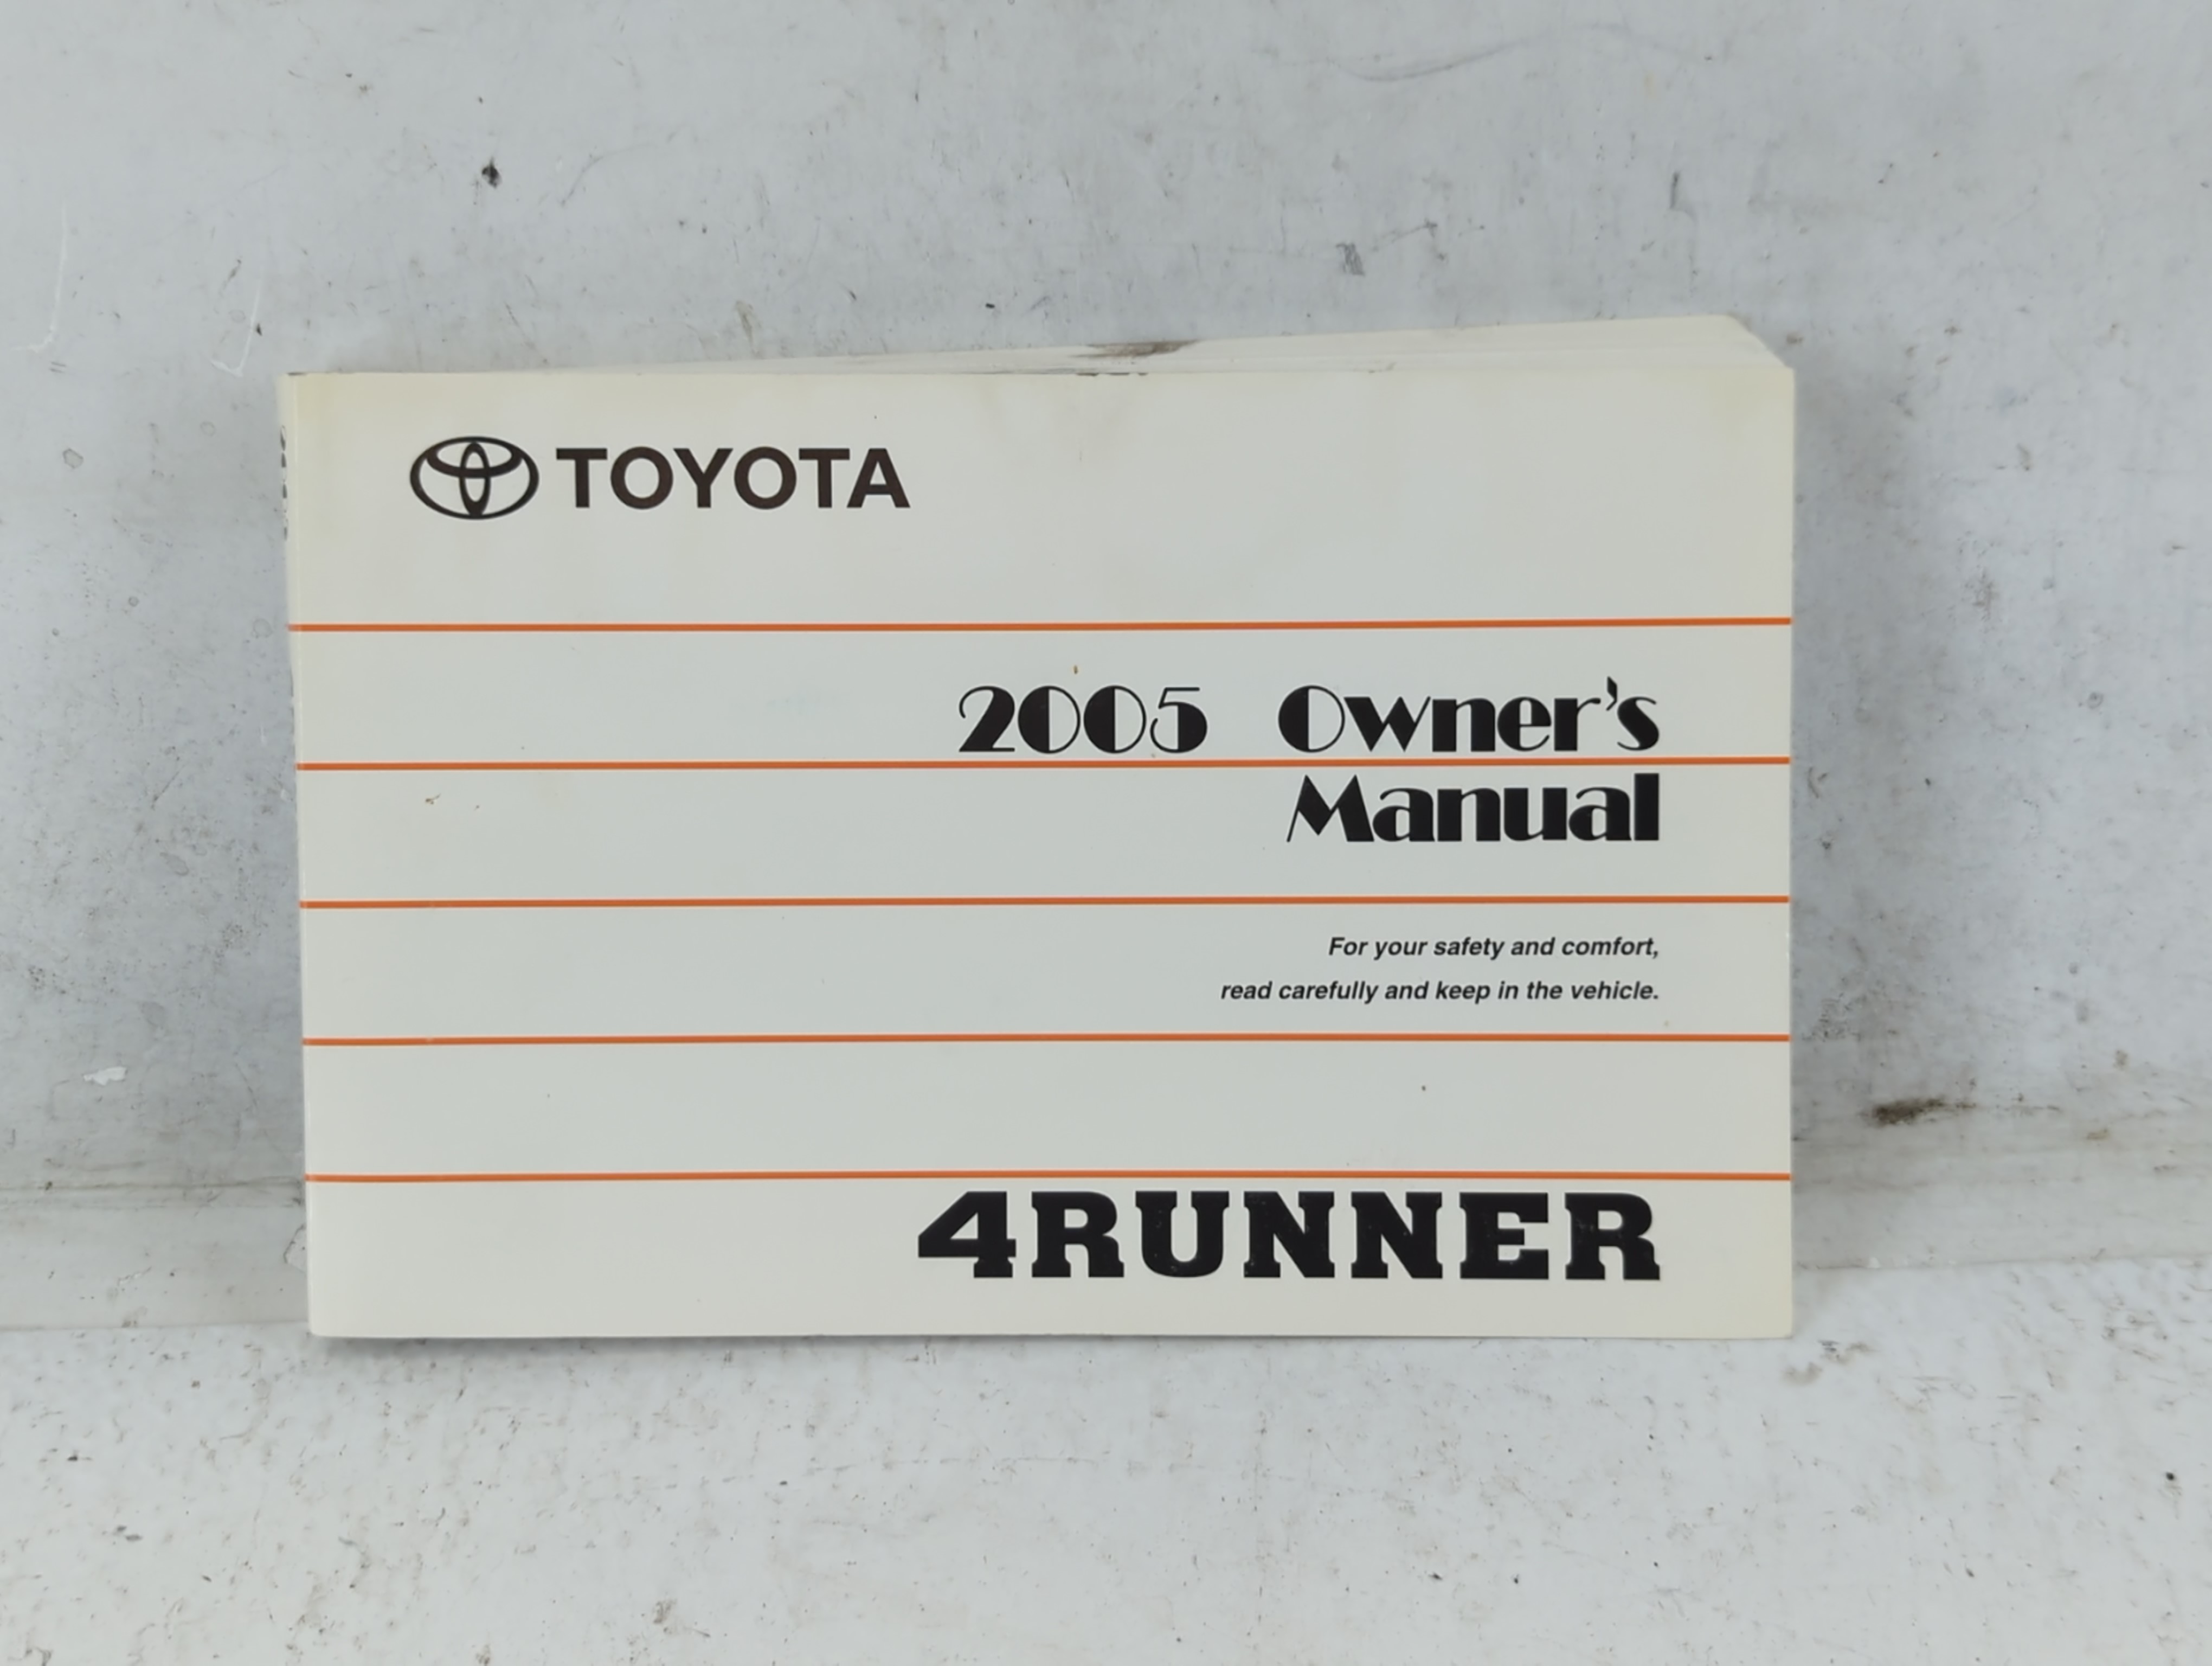 TOYOTA
2005 Owner's
Manual
For your safety and comfort,
read carefully and keep in the vehicle.
4RUNNER